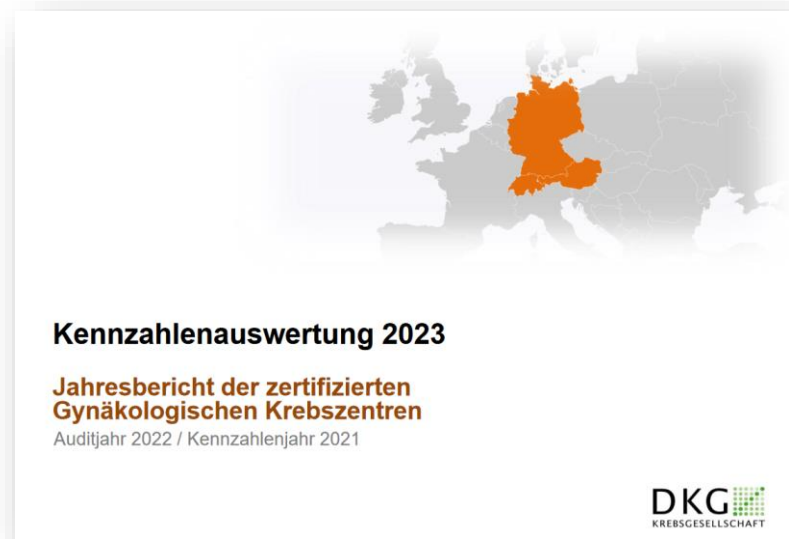 Kennzahlenauswertung 2023
Jahresbericht der zertifizierten
Gynäkologischen Krebszentren
Auditjahr 2022 / Kennzahlenjahr 2021
DKG
KREBSGESELLSCHAFT